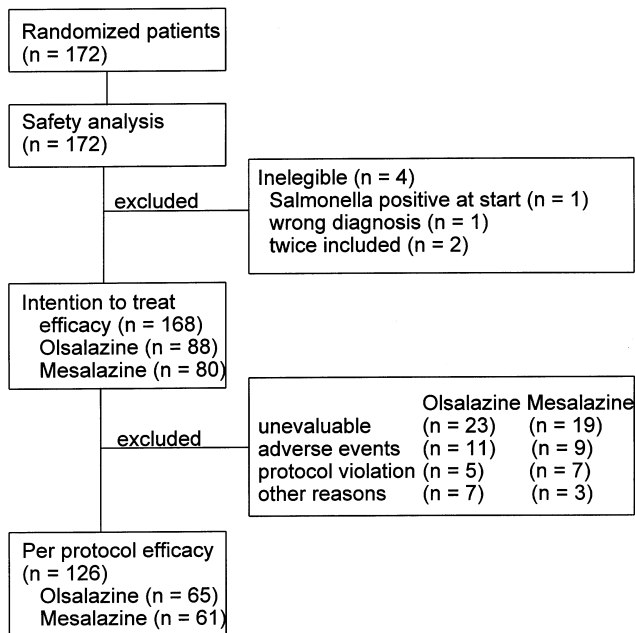 Randomized patients
(n = 172)
Safety analysis
(n = 172)
excluded
Inelegible (n = 4)
Salmonella positive at start (n = 1)
wrong diagnosis (n = 1)
twice included (n = 2)
Intention to treat
efficacy (n = 168)
Olsalazine (n = 88)
Mesalazine (n = 80)
excluded
Olsalazine Mesalazine
unevaluable (n = 23) (n = 19)
adverse events (n = 11) (n = 9)
protocol violation (n = 5) (n = 7)
other reasons (n = 7) (n = 3)
Per protocol efficacy
(n = 126)
Olsalazine (n = 65)
Mesalazine (n = 61)